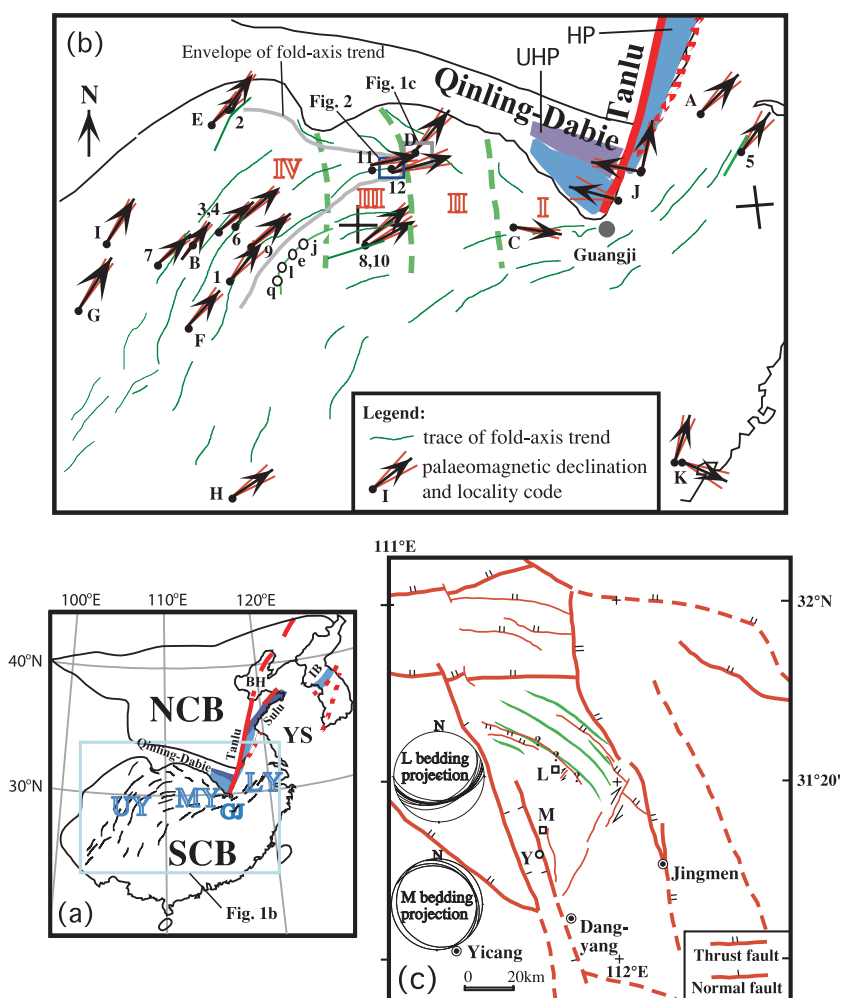 (b)
Envelope of fold-axis trend
N
Fig. 2
Fig. 1c
UHP
HP
Qinling-Dabie
Tanlu
A
E
2
D
11
12
5
IV
IIII
II
I
J
3,4
6
I
7
B
9
j
e
l
q
8,10
C
Guangji
1
G
F
H
K
Legend:
trace of fold-axis trend
palaeomagnetic declination
and locality code
I
100°E
110°E
120°E
40°N
30°N
NCB
BH
IB
Sulu
Tanlu
YS
Qinling-Dabie
UY
MY
LY
GJ
SCB
(a)
Fig. 1b
111°E
32°N
31°20'
N
L bedding
projection
L
?
?
?
?
M
Y
N
M bedding
projection
Jingmen
Dang-
yang
Yicang
112°E
0
20km
(c)
Thrust fault
Normal fault